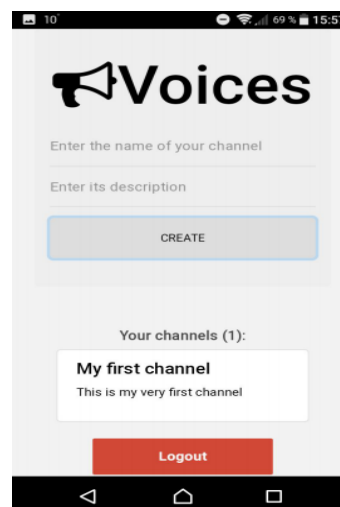 10°
69 % 15:57
Voices
Enter the name of your channel
Enter its description
CREATE
Your channels (1):
My first channel
This is my very first channel
Logout